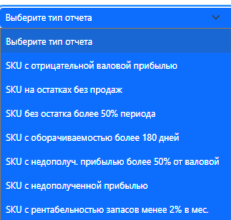 Выберите тип отчета
Выберите тип отчета
SKU с отрицательной валовой прибылью
SKU на остатках без продаж
SKU без остатка более 50% периода
SKU с оборачиваемостью более 180 дней
SKU с недополуч. прибылью более 50% от валовой
SKU с недополученной прибылью
SKU с рентабельностью запасов менее 2% в мес.